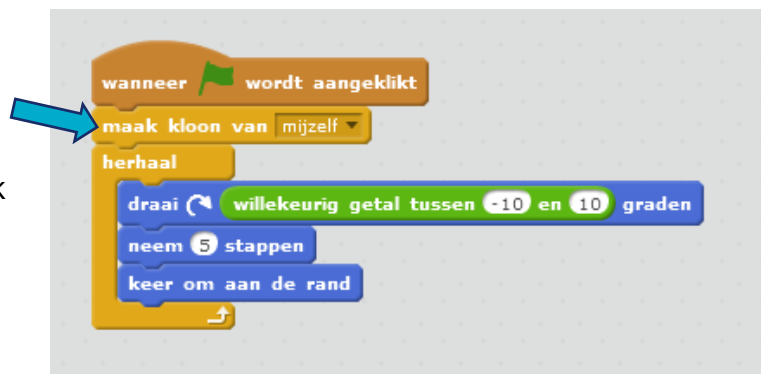 wanneer wordt aangeklikt
maak kloon van mijzelf
herhaal
k
draai willekeurig getal tussen -10 en 10 graden
neem 5 stappen
keer om aan de rand